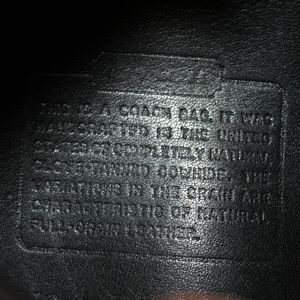 THIS IS A COACH BAG. IT WAS
HANDCRAFTED IN THE UNITED
STATES OF COMPLETELY NATURAL
GLOVE TANNED COWHIDE. THE
VARIATIONS IN THE GRAIN ARE
CHARACTERISTIC OF NATURAL
FULL-GRAIN LEATHER.